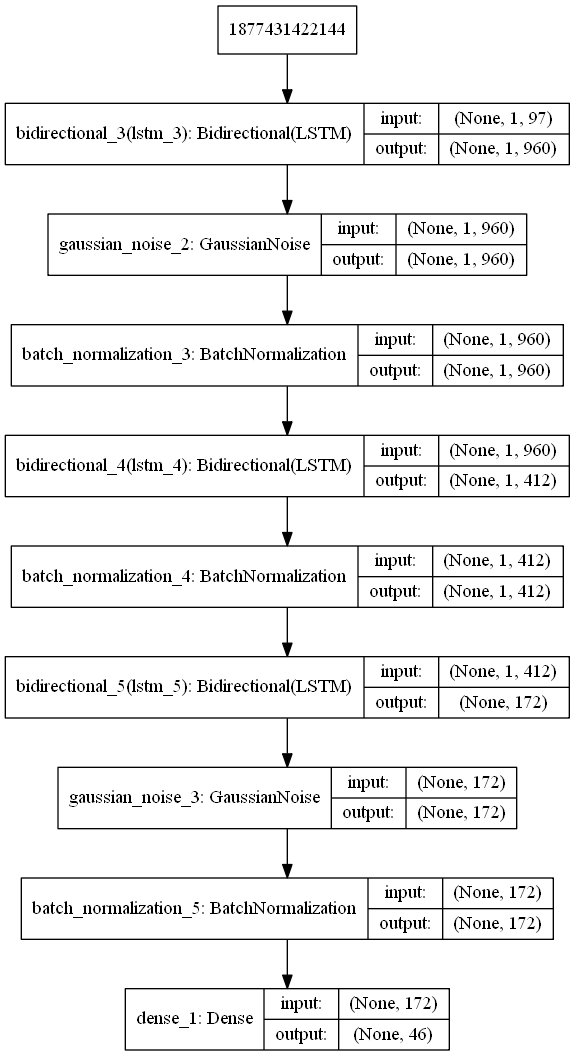 1877431422144
bidirectional_3(lstm_3): Bidirectional(LSTM) input: (None, 1, 97)
output: (None, 1, 960)
gaussian_noise_2: GaussianNoise input: (None, 1, 960)
output: (None, 1, 960)
batch_normalization_3: BatchNormalization input: (None, 1, 960)
output: (None, 1, 960)
bidirectional_4(lstm_4): Bidirectional(LSTM) input: (None, 1, 960)
output: (None, 1, 412)
batch_normalization_4: BatchNormalization input: (None, 1, 412)
output: (None, 1, 412)
bidirectional_5(lstm_5): Bidirectional(LSTM) input: (None, 1, 412)
output: (None, 172)
gaussian_noise_3: GaussianNoise input: (None, 172)
output: (None, 172)
batch_normalization_5: BatchNormalization input: (None, 172)
output: (None, 172)
dense_1: Dense input: (None, 172)
output: (None, 46)